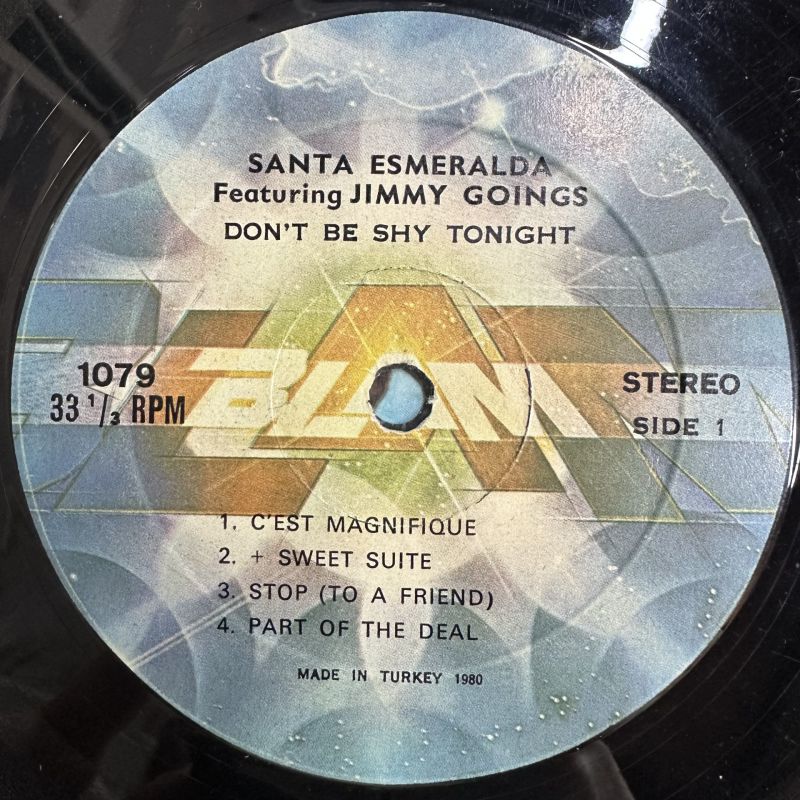 SANTA ESMERALDA
Featuring JIMMY GOINGS
DON'T BE SHY TONIGHT
BLAM
1079
33 1/3 RPM
STEREO
SIDE 1
1. C'EST MAGNIFIQUE
2. + SWEET SUITE
3. STOP (TO A FRIEND)
4. PART OF THE DEAL
MADE IN TURKEY 1980